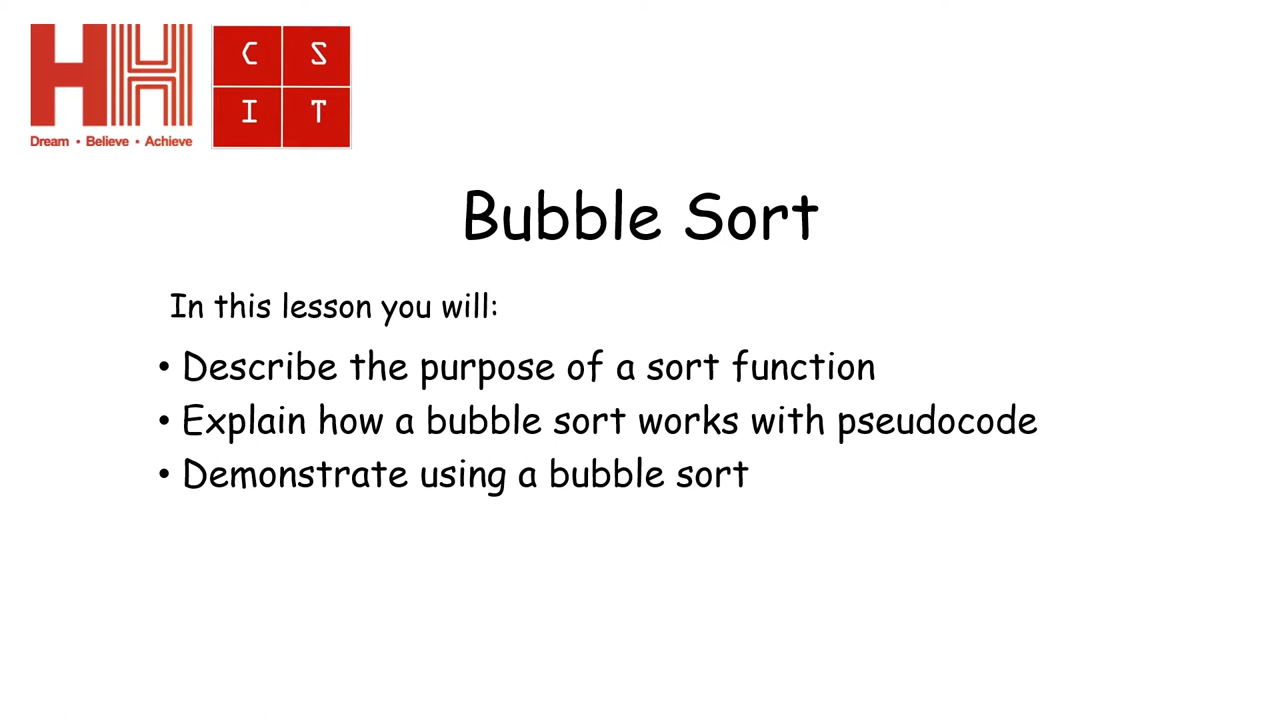 C S
I T
Dream • Believe • Achieve
Bubble Sort
In this lesson you will:
• Describe the purpose of a sort function
• Explain how a bubble sort works with pseudocode
• Demonstrate using a bubble sort